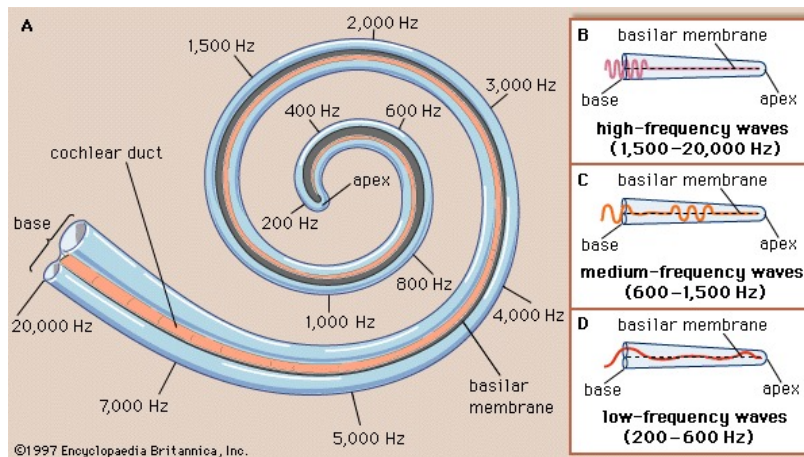 A
2,000 Hz
1,500 Hz
3,000 Hz
400 Hz
600 Hz
cochlear duct
apex
200 Hz
base
800 Hz
20,000 Hz
1,000 Hz
4,000 Hz
7,000 Hz
basilar
membrane
5,000 Hz
©1997 Encyclopaedia Britannica, Inc.
B
basilar membrane
base
apex
high-frequency waves
(1,500–20,000 Hz)
C
basilar membrane
base
apex
medium-frequency waves
(600–1,500 Hz)
D
basilar membrane
base
apex
low-frequency waves
(200–600 Hz)